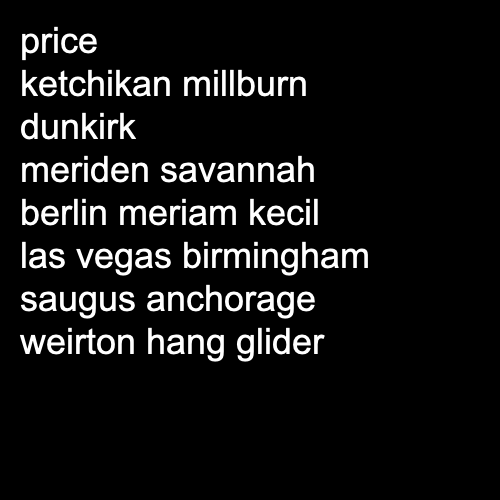 price
ketchikan millburn
dunkirk
meriden savannah
berlin meriam kecil
las vegas birmingham
saugus anchorage
weirton hang glider